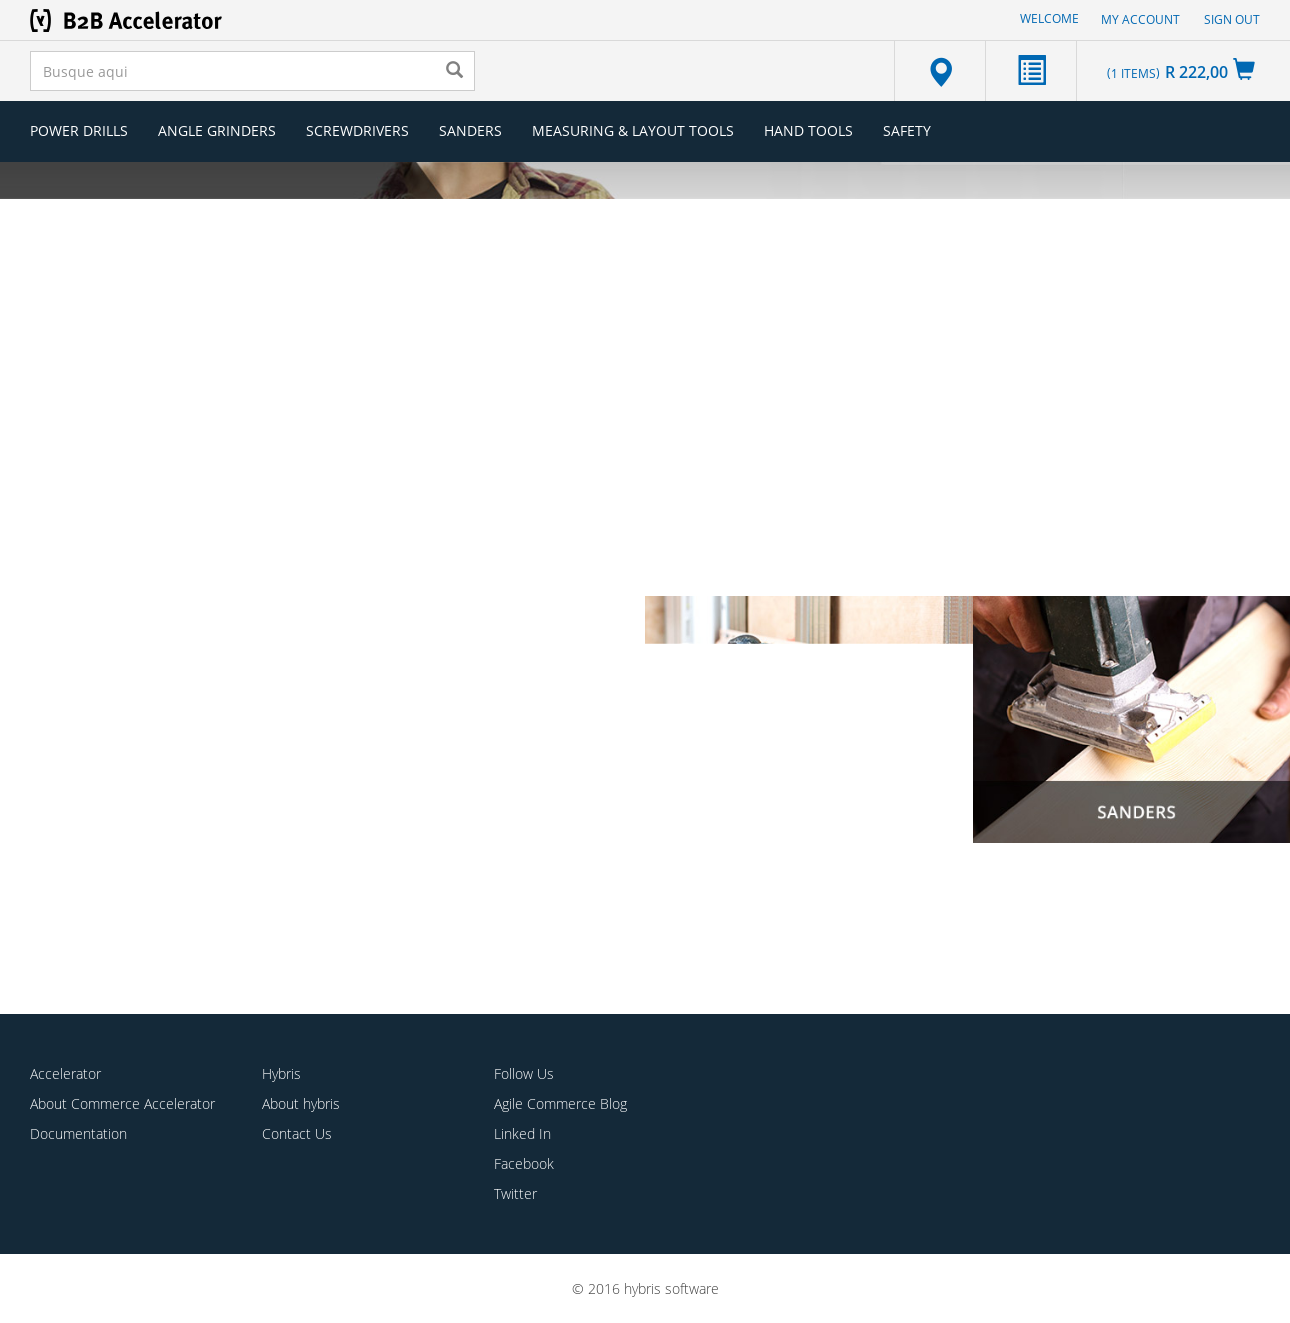 B2B Accelerator
WELCOME MY ACCOUNT SIGN OUT
Busque aqui
(1 ITEMS) R 222,00
POWER DRILLS ANGLE GRINDERS SCREWDRIVERS SANDERS MEASURING & LAYOUT TOOLS HAND TOOLS SAFETY
SANDERS
Accelerator
About Commerce Accelerator
Documentation
Hybris
About hybris
Contact Us
Follow Us
Agile Commerce Blog
Linked In
Facebook
Twitter
© 2016 hybris software